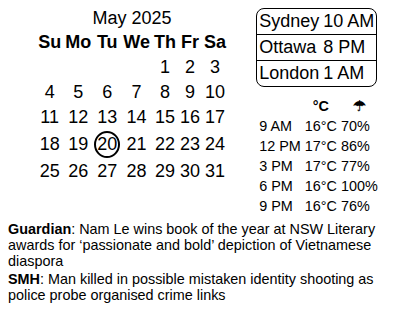 May 2025
Su Mo Tu We Th Fr Sa
1 2 3
4 5 6 7 8 9 10
11 12 13 14 15 16 17
18 19 20 21 22 23 24
25 26 27 28 29 30 31
Sydney 10 AM
Ottawa 8 PM
London 1 AM
°C ☂
9 AM 16°C 70%
12 PM 17°C 86%
3 PM 17°C 77%
6 PM 16°C 100%
9 PM 16°C 76%
Guardian: Nam Le wins book of the year at NSW Literary
awards for ‘passionate and bold’ depiction of Vietnamese
diaspora
SMH: Man killed in possible mistaken identity shooting as
police probe organised crime links